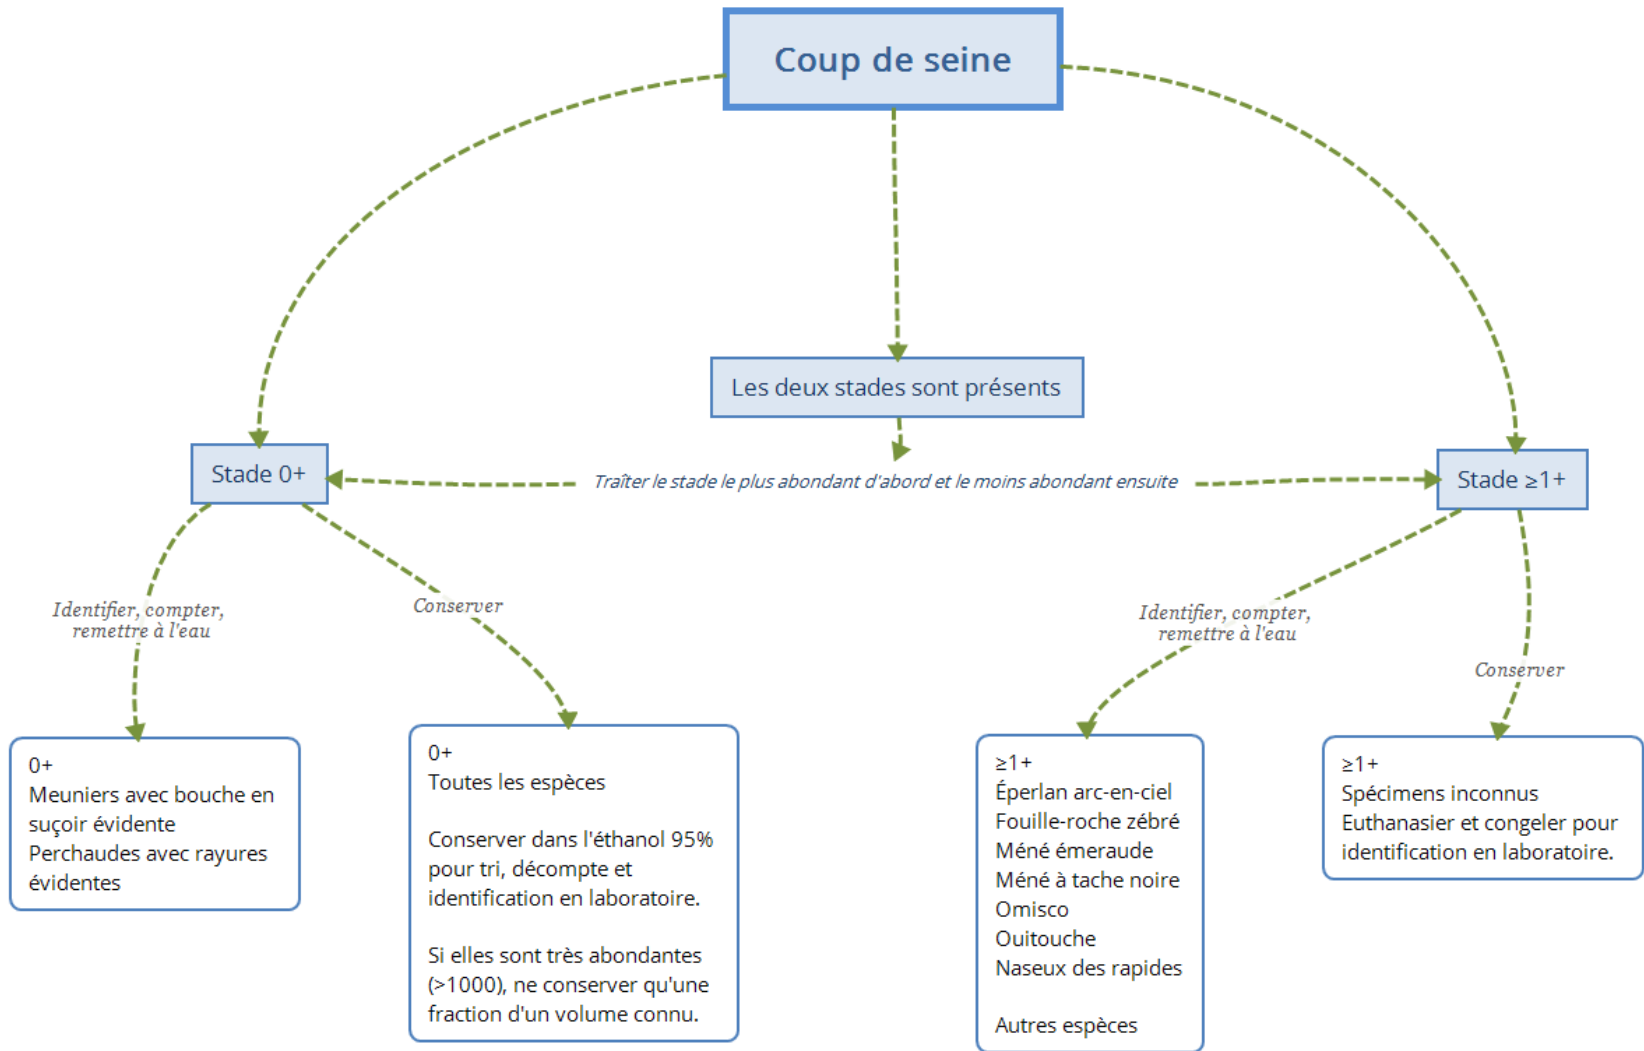 Coup de seine
Les deux stades sont présents
Stade 0+
Traîter le stade le plus abondant d'abord et le moins abondant ensuite
Stade ≥1+
Identifier, compter,
remettre à l'eau
Conserver
Identifier, compter,
remettre à l'eau
Conserver
0+
Meuniers avec bouche en
suçoir évidente
Perchaudes avec rayures
évidentes
0+
Toutes les espèces
Conserver dans l'éthanol 95%
pour tri, décompte et
identification en laboratoire.
Si elles sont très abondantes
(>1000), ne conserver qu'une
fraction d'un volume connu.
≥1+
Éperlan arc-en-ciel
Fouille-roche zébré
Méné émeraude
Méné à tache noire
Omisco
Ouitouche
Naseux des rapides
Autres espèces
≥1+
Spécimens inconnus
Euthanasier et congeler pour
identification en laboratoire.